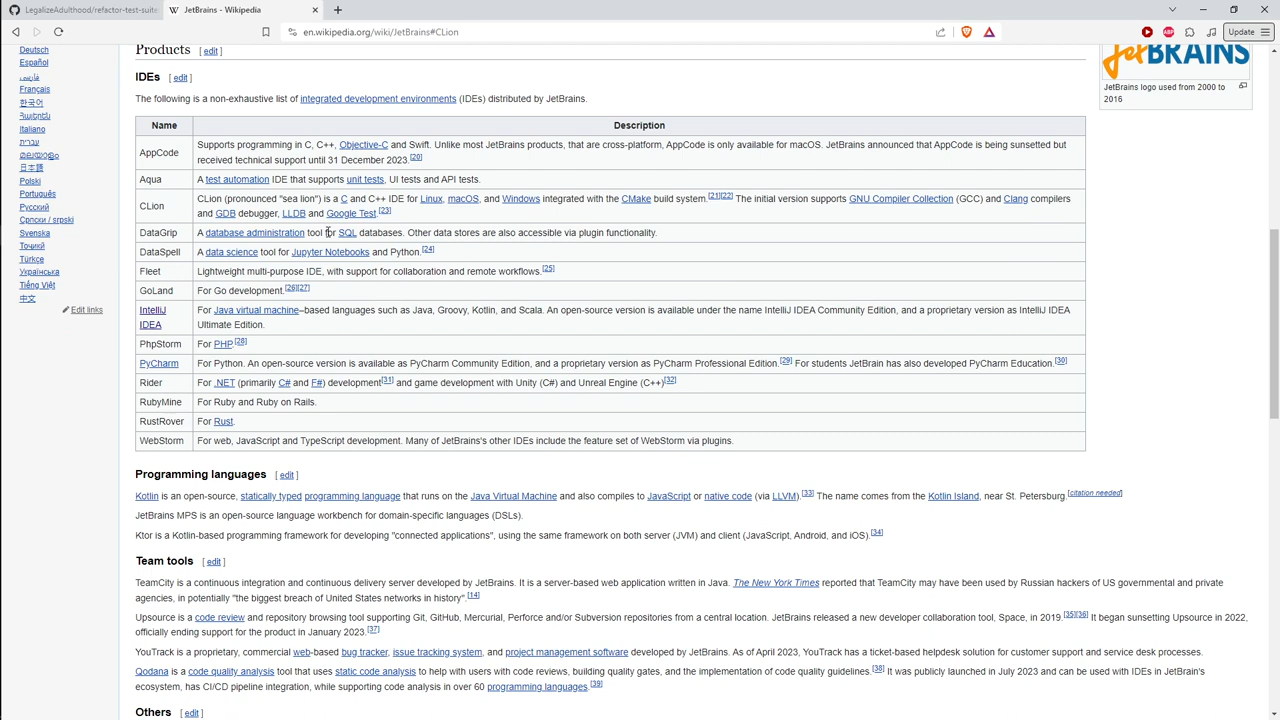 LegalizeAdulthood/refactor-test-suite
JetBrains - Wikipedia
en.wikipedia.org/wiki/JetBrains#CLion
Update
Deutsch
Español
فارسی
Français
한국어
Հայերեն
Italiano
עברית
മലയാളം
日本語
Polski
Português
Русский
Српски / srpski
Svenska
Тоҷикӣ
Türkçe
Українська
Tiếng Việt
中文
Edit links
JETBRAINS
JetBrains logo used from 2000 to
2016
Products [edit]
IDEs [edit]
The following is a non-exhaustive list of integrated development environments (IDEs) distributed by JetBrains.
Name Description
AppCode Supports programming in C, C++, Objective-C and Swift. Unlike most JetBrains products, that are cross-platform, AppCode is only available for macOS. JetBrains announced that AppCode is being sunsetted but
received technical support until 31 December 2023.[20]
Aqua A test automation IDE that supports unit tests, UI tests and API tests.
CLion CLion (pronounced "sea lion") is a C and C++ IDE for Linux, macOS, and Windows integrated with the CMake build system.[21][22] The initial version supports GNU Compiler Collection (GCC) and Clang compilers
and GDB debugger, LLDB and Google Test.[23]
DataGrip A database administration tool for SQL databases. Other data stores are also accessible via plugin functionality.
DataSpell A data science tool for Jupyter Notebooks and Python.[24]
Fleet Lightweight multi-purpose IDE, with support for collaboration and remote workflows.[25]
GoLand For Go development.[26][27]
IntelliJ IDEA For Java virtual machine–based languages such as Java, Groovy, Kotlin, and Scala. An open-source version is available under the name IntelliJ IDEA Community Edition, and a proprietary version as IntelliJ IDEA
Ultimate Edition.
PhpStorm For PHP.[28]
PyCharm For Python. An open-source version is available as PyCharm Community Edition, and a proprietary version as PyCharm Professional Edition.[29] For students JetBrain has also developed PyCharm Education.[30]
Rider For .NET (primarily C# and F#) development[31] and game development with Unity (C#) and Unreal Engine (C++)[32]
RubyMine For Ruby and Ruby on Rails.
RustRover For Rust.
WebStorm For web, JavaScript and TypeScript development. Many of JetBrains's other IDEs include the feature set of WebStorm via plugins.
Programming languages [edit]
Kotlin is an open-source, statically typed programming language that runs on the Java Virtual Machine and also compiles to JavaScript or native code (via LLVM).[33] The name comes from the Kotlin Island, near St. Petersburg.[citation needed]
JetBrains MPS is an open-source language workbench for domain-specific languages (DSLs).
Ktor is a Kotlin-based programming framework for developing "connected applications", using the same framework on both server (JVM) and client (JavaScript, Android, and iOS).[34]
Team tools [edit]
TeamCity is a continuous integration and continuous delivery server developed by JetBrains. It is a server-based web application written in Java. The New York Times reported that TeamCity may have been used by Russian hackers of US governmental and private
agencies, in potentially "the biggest breach of United States networks in history".[14]
Upsource is a code review and repository browsing tool supporting Git, GitHub, Mercurial, Perforce and/or Subversion repositories from a central location. JetBrains released a new developer collaboration tool, Space, in 2019.[35][36] It began sunsetting Upsource in 2022,
officially ending support for the product in January 2023.[37]
YouTrack is a proprietary, commercial web-based bug tracker, issue tracking system, and project management software developed by JetBrains. As of April 2023, YouTrack has a ticket-based helpdesk solution for customer support and service desk processes.
Qodana is a code quality analysis tool that uses static code analysis to help with users with code reviews, building quality gates, and the implementation of code quality guidelines.[38] It was publicly launched in July 2023 and can be used with IDEs in JetBrains's
ecosystem, has CI/CD pipeline integration, while supporting code analysis in over 60 programming languages.[39]
Others [edit]